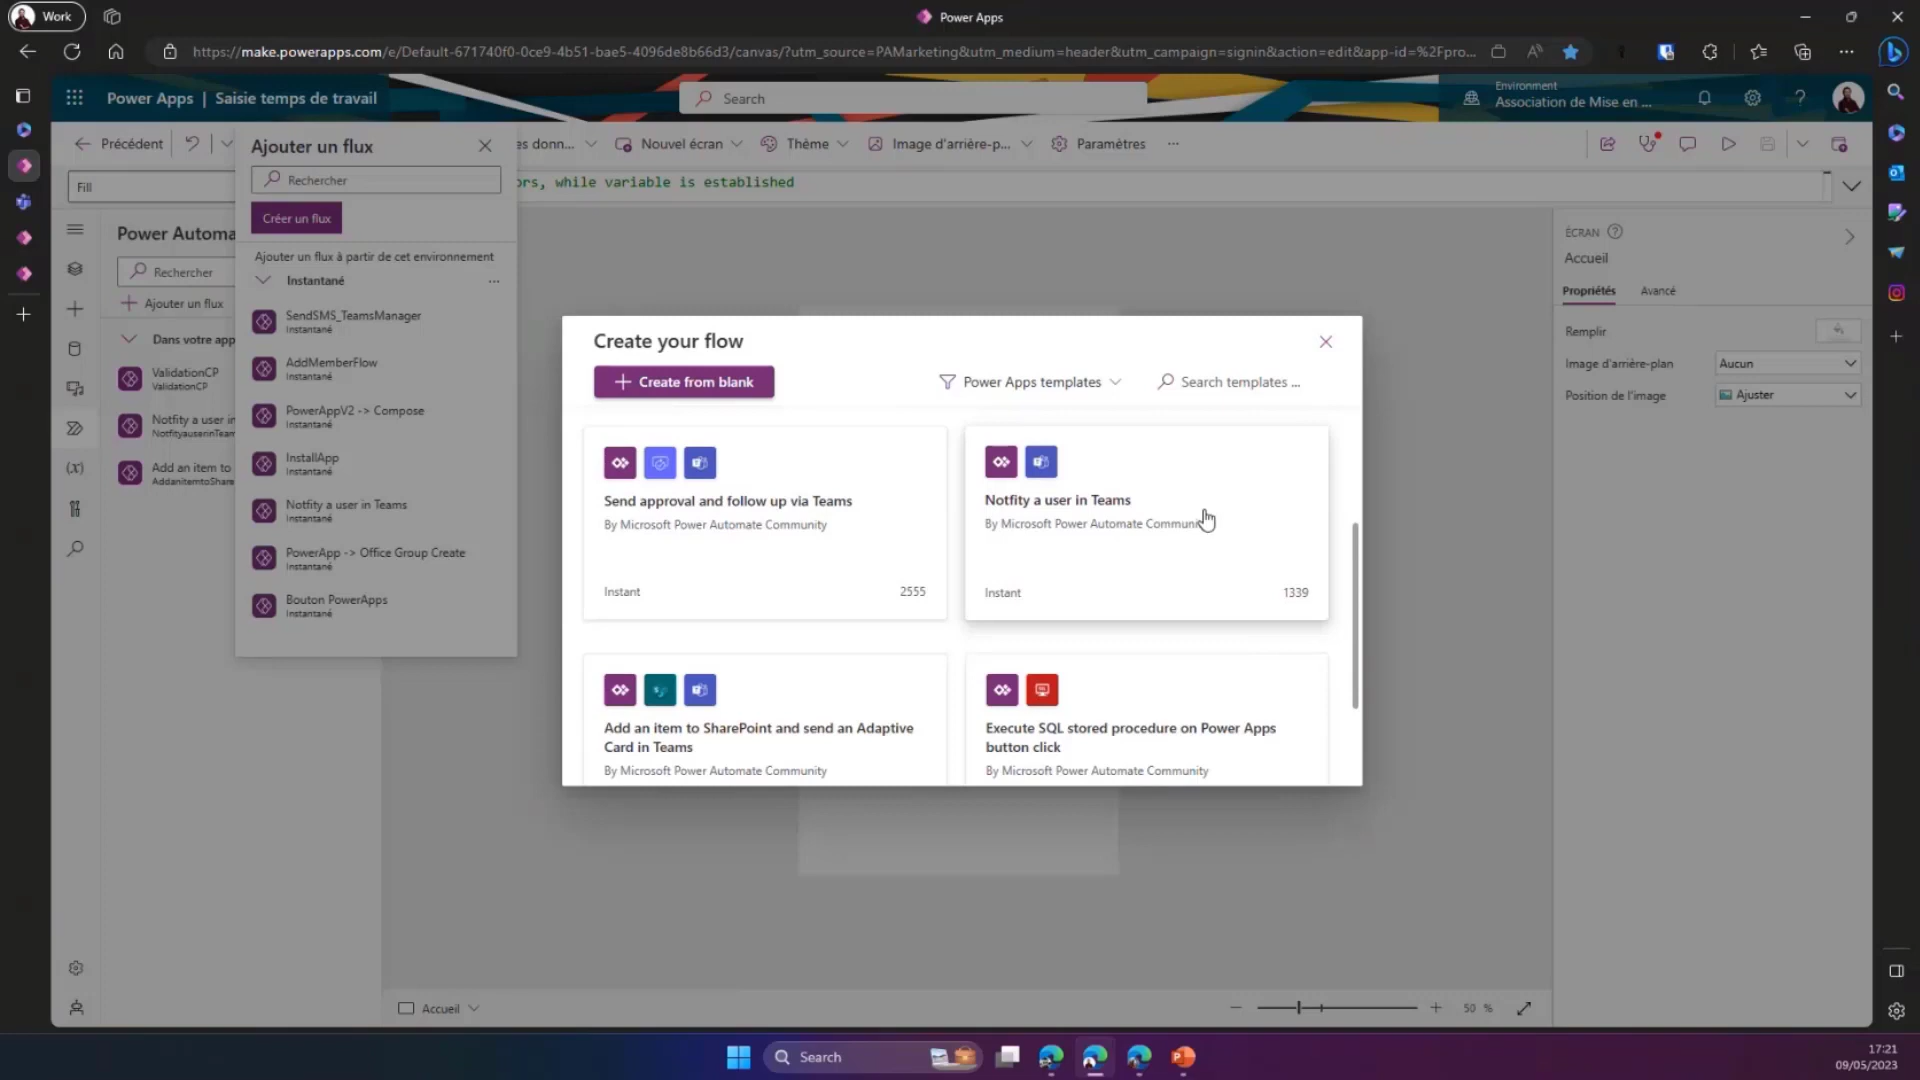 Work
Power Apps
https://make.powerapps.com/e/Default-671740f0-0ce9-4b51-bae5-4096de8b66d3/canvas/?utm_source=PAMarketing&utm_medium=header&utm_campaign=signin&action=edit&app-id=%2Fpro...
Power Apps | Saisie temps de travail
Search
Environment
Association de Mise en ...
Précédent
Ajouter un flux
es donn...
Nouvel écran
Thème
Image d'arrière-p...
Paramètres
Fill
Rechercher
ors, while variable is established
Créer un flux
Power Automa
Rechercher
Ajouter un flux
Dans votre app
ValidationCP
ValidationCP
Notfity a user in
NotfityauserinTeam
Add an item to
AddanitemtoShare
Ajouter un flux à partir de cet environnement
Instantané
SendSMS_TeamsManager
Instantané
AddMemberFlow
Instantané
PowerAppV2 -> Compose
Instantané
InstallApp
Instantané
Notfity a user in Teams
Instantané
PowerApp -> Office Group Create
Instantané
Bouton PowerApps
Instantané
Create your flow
Create from blank
Power Apps templates
Search templates ...
Send approval and follow up via Teams
By Microsoft Power Automate Community
Instant
2555
Notfity a user in Teams
By Microsoft Power Automate Community
Instant
1339
Add an item to SharePoint and send an Adaptive
Card in Teams
By Microsoft Power Automate Community
Execute SQL stored procedure on Power Apps
button click
By Microsoft Power Automate Community
ÉCRAN
Accueil
Propriétés
Avancé
Remplir
Image d'arrière-plan
Aucun
Position de l'image
Ajuster
Accueil
50 %
Search
17:21
09/05/2023